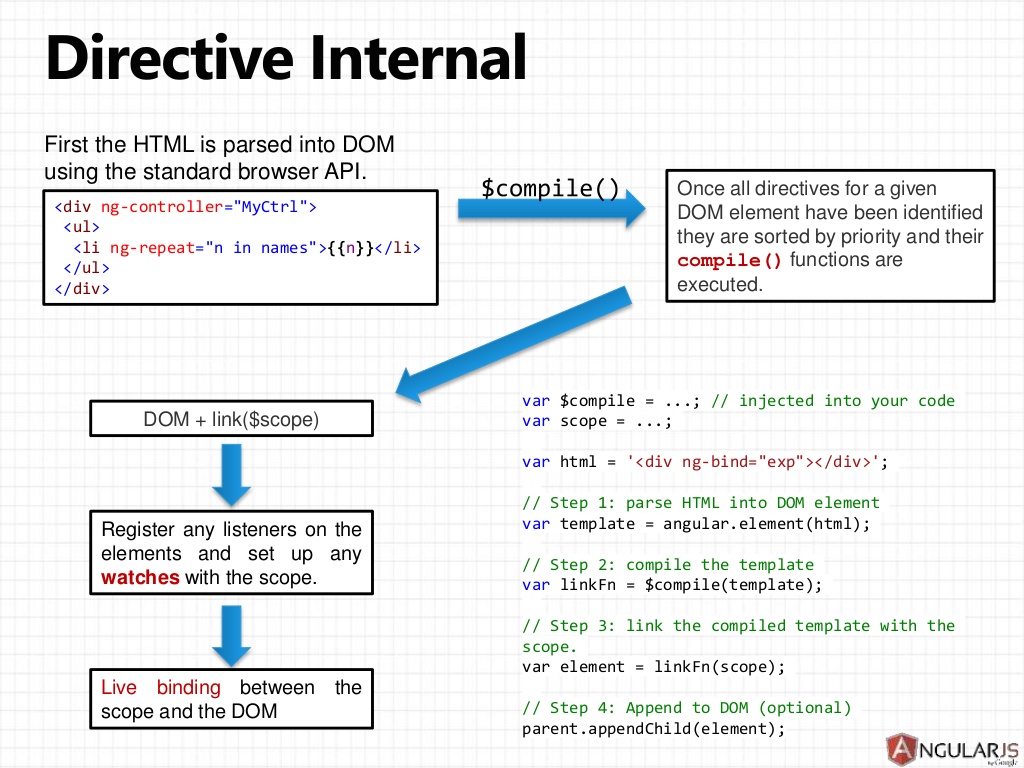 Directive Internal
First the HTML is parsed into DOM
using the standard browser API.
<div ng-controller="MyCtrl">
<ul>
<li ng-repeat="n in names">{{n}}</li>
</ul>
</div>
$compile()
Once all directives for a given
DOM element have been identified
they are sorted by priority and their
compile() functions are
executed.
DOM + link($scope)
Register any listeners on the
elements and set up any
watches with the scope.
Live binding between the
scope and the DOM
var $compile = ...; // injected into your code
var scope = ...;
var html = '<div ng-bind="exp"></div>';
// Step 1: parse HTML into DOM element
var template = angular.element(html);
// Step 2: compile the template
var linkFn = $compile(template);
// Step 3: link the compiled template with the
scope.
var element = linkFn(scope);
// Step 4: Append to DOM (optional)
parent.appendChild(element);
ANGULARJS
by Google